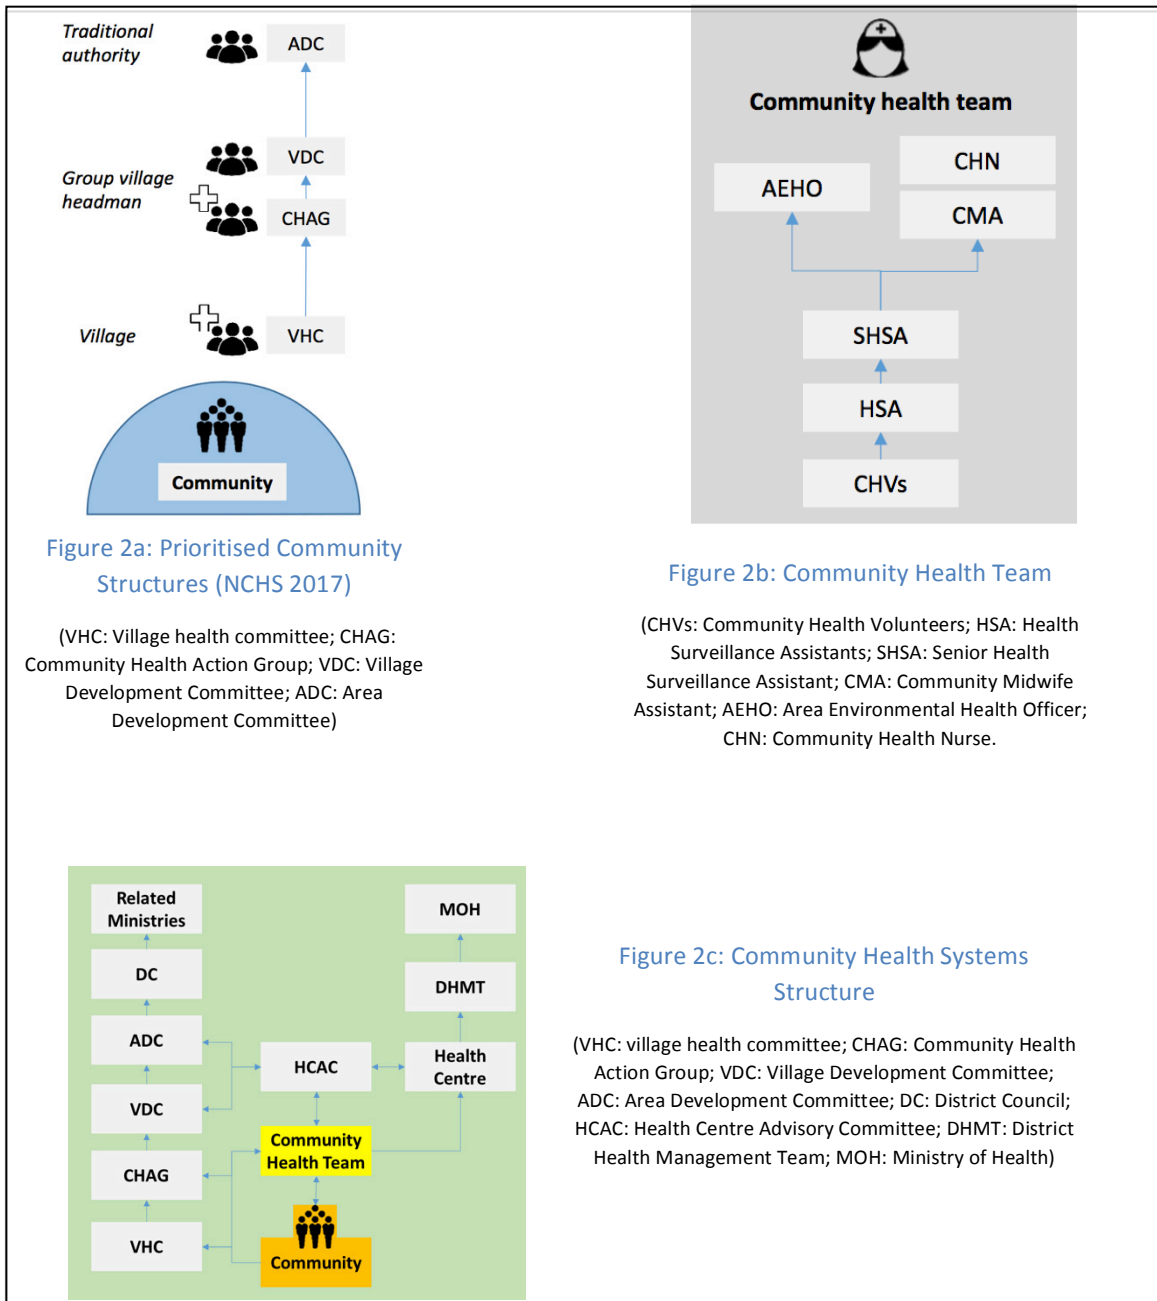 Traditional
authority
ADC
VDC
Group village
headman
CHAG
Village
VHC
Community
Figure 2a: Prioritised Community
Structures (NCHS 2017)
(VHC: Village health committee; CHAG:
Community Health Action Group; VDC: Village
Development Committee; ADC: Area
Development Committee)
Community health team
CHN
AEHO
CMA
SHSA
HSA
CHVs
Figure 2b: Community Health Team
(CHVs: Community Health Volunteers; HSA: Health
Surveillance Assistants; SHSA: Senior Health
Surveillance Assistant; CMA: Community Midwife
Assistant; AEHO: Area Environmental Health Officer;
CHN: Community Health Nurse.
Related
Ministries
MOH
DC
DHMT
ADC
HCAC
Health
Centre
VDC
Community
Health Team
CHAG
VHC
Community
Figure 2c: Community Health Systems
Structure
(VHC: village health committee; CHAG: Community Health
Action Group; VDC: Village Development Committee;
ADC: Area Development Committee; DC: District Council;
HCAC: Health Centre Advisory Committee; DHMT: District
Health Management Team; MOH: Ministry of Health)